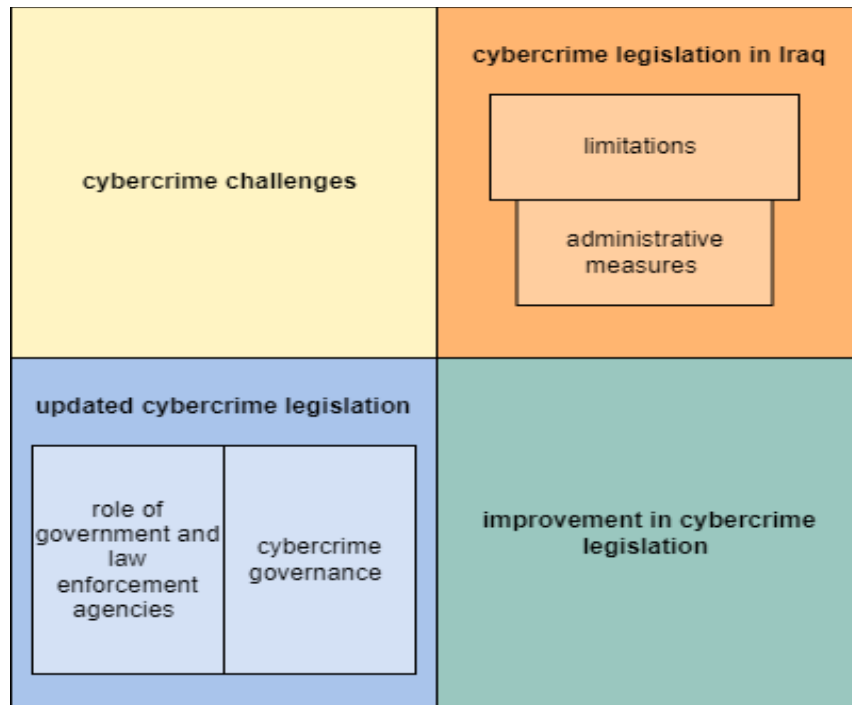 cybercrime challenges
cybercrime legislation in Iraq
limitations
administrative
measures
updated cybercrime legislation
role of
government and
law
enforcement
agencies
cybercrime
governance
improvement in cybercrime
legislation